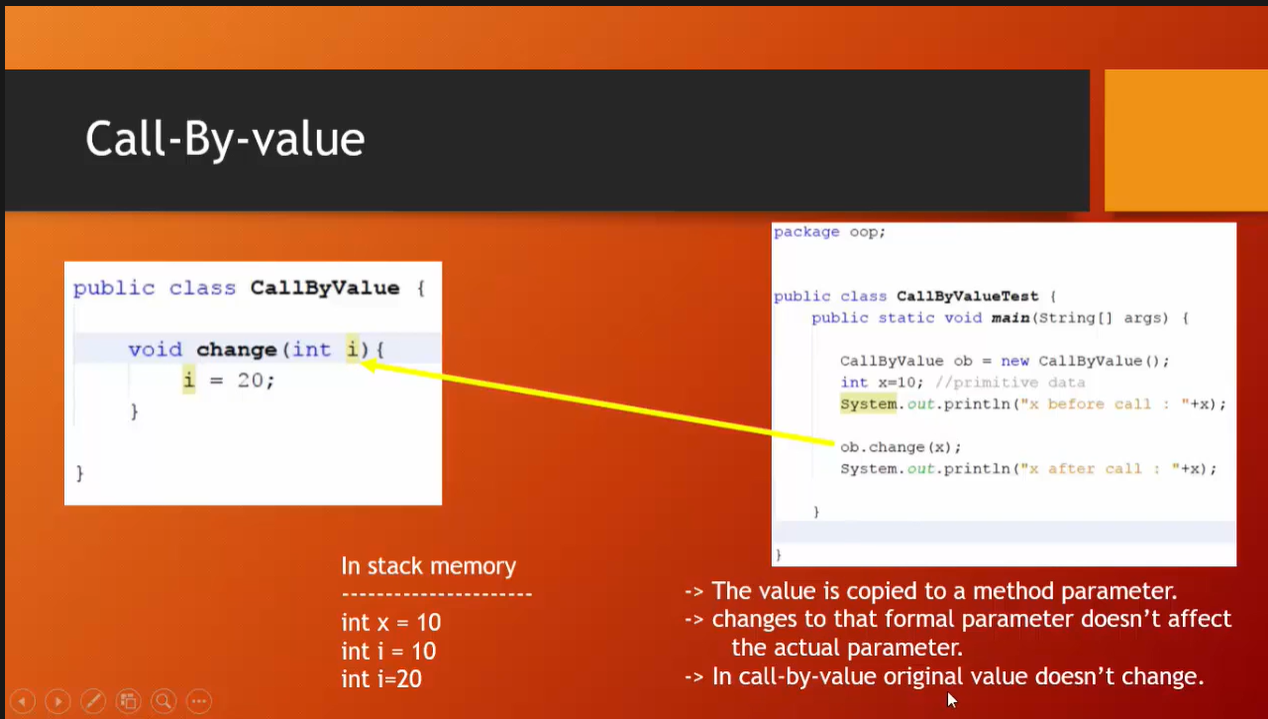 Call-By-value
public class CallByValue {
void change(int i){
i = 20;
}
}
package oop;
public class CallByValueTest {
public static void main(String[] args) {
CallByValue ob = new CallByValue();
int x=10; //primitive data
System.out.println("x before call : "+x);
ob.change(x);
System.out.println("x after call : "+x);
}
}
In stack memory
----------------------
int x = 10
int i = 10
int i=20
-> The value is copied to a method parameter.
-> changes to that formal parameter doesn't affect
the actual parameter.
-> In call-by-value original value doesn't change.